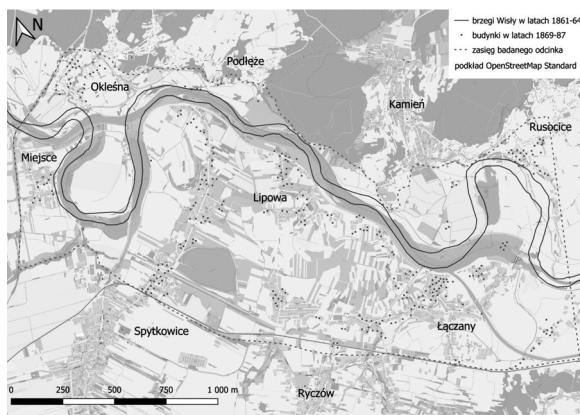 N
brzegi Wisły w latach 1861-64
budynki w latach 1869-87
zasięg badanego odcinka
podkład OpenStreetMap Standard
Podłęże
Okleśna
Kamień
Rusocice
Miejsce
Lipowa
Spytkowice
Łączany
Ryczów
0 250 500 750 1 000 m